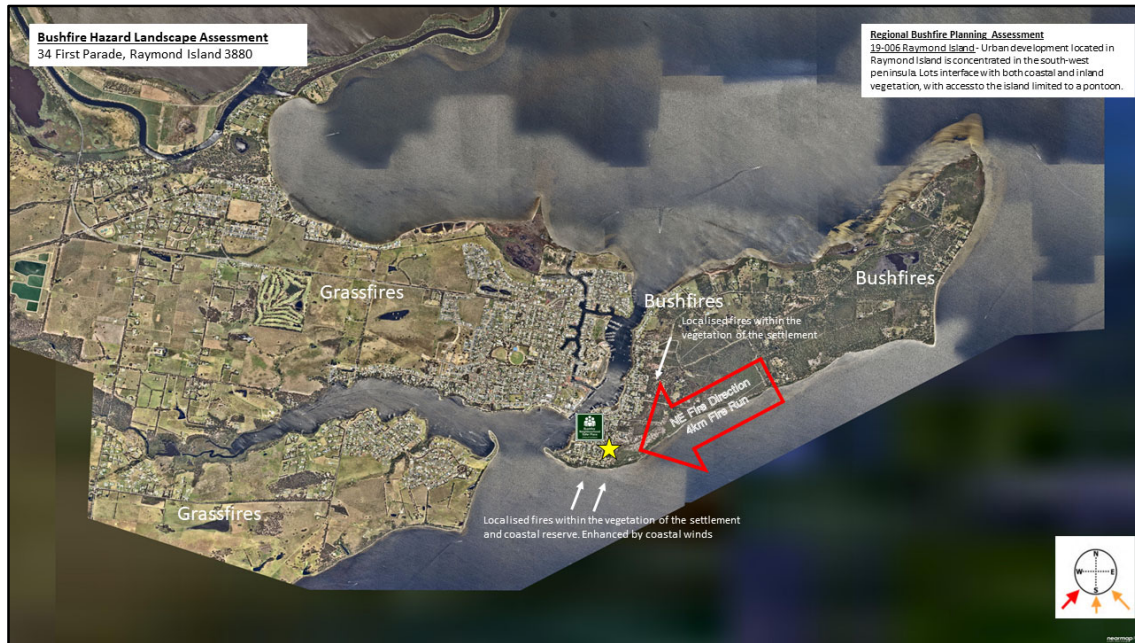 Bushfire Hazard Landscape Assessment
34 First Parade, Raymond Island 3880
Regional Bushfire Planning Assessment
19-006 Raymond Island - Urban development located in
Raymond Island is concentrated in the south-west
peninsula. Lots interface with both coastal and inland
vegetation, with accessto the island limited to a pontoon.
Bushfires
Grassfires
Bushfires
Localised fires within the
vegetation of the settlement
NE Fire Direction
4km Fire Run
Grassfires
Localised fires within the vegetation of the settlement
and coastal reserve. Enhanced by coastal winds
N
W E
S
nearmap